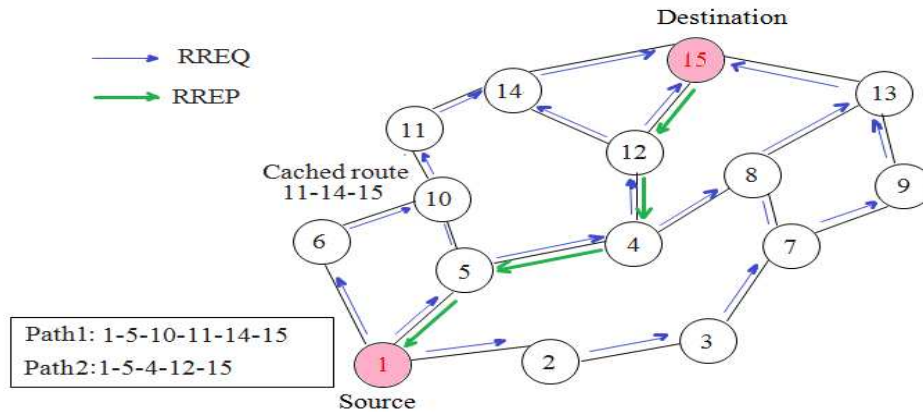 Destination
RREQ
RREP
15
14
13
11
12
Cached route
11-14-15
10
8
9
6
4
7
5
Path1: 1-5-10-11-14-15
Path2: 1-5-4-12-15
3
1
2
Source